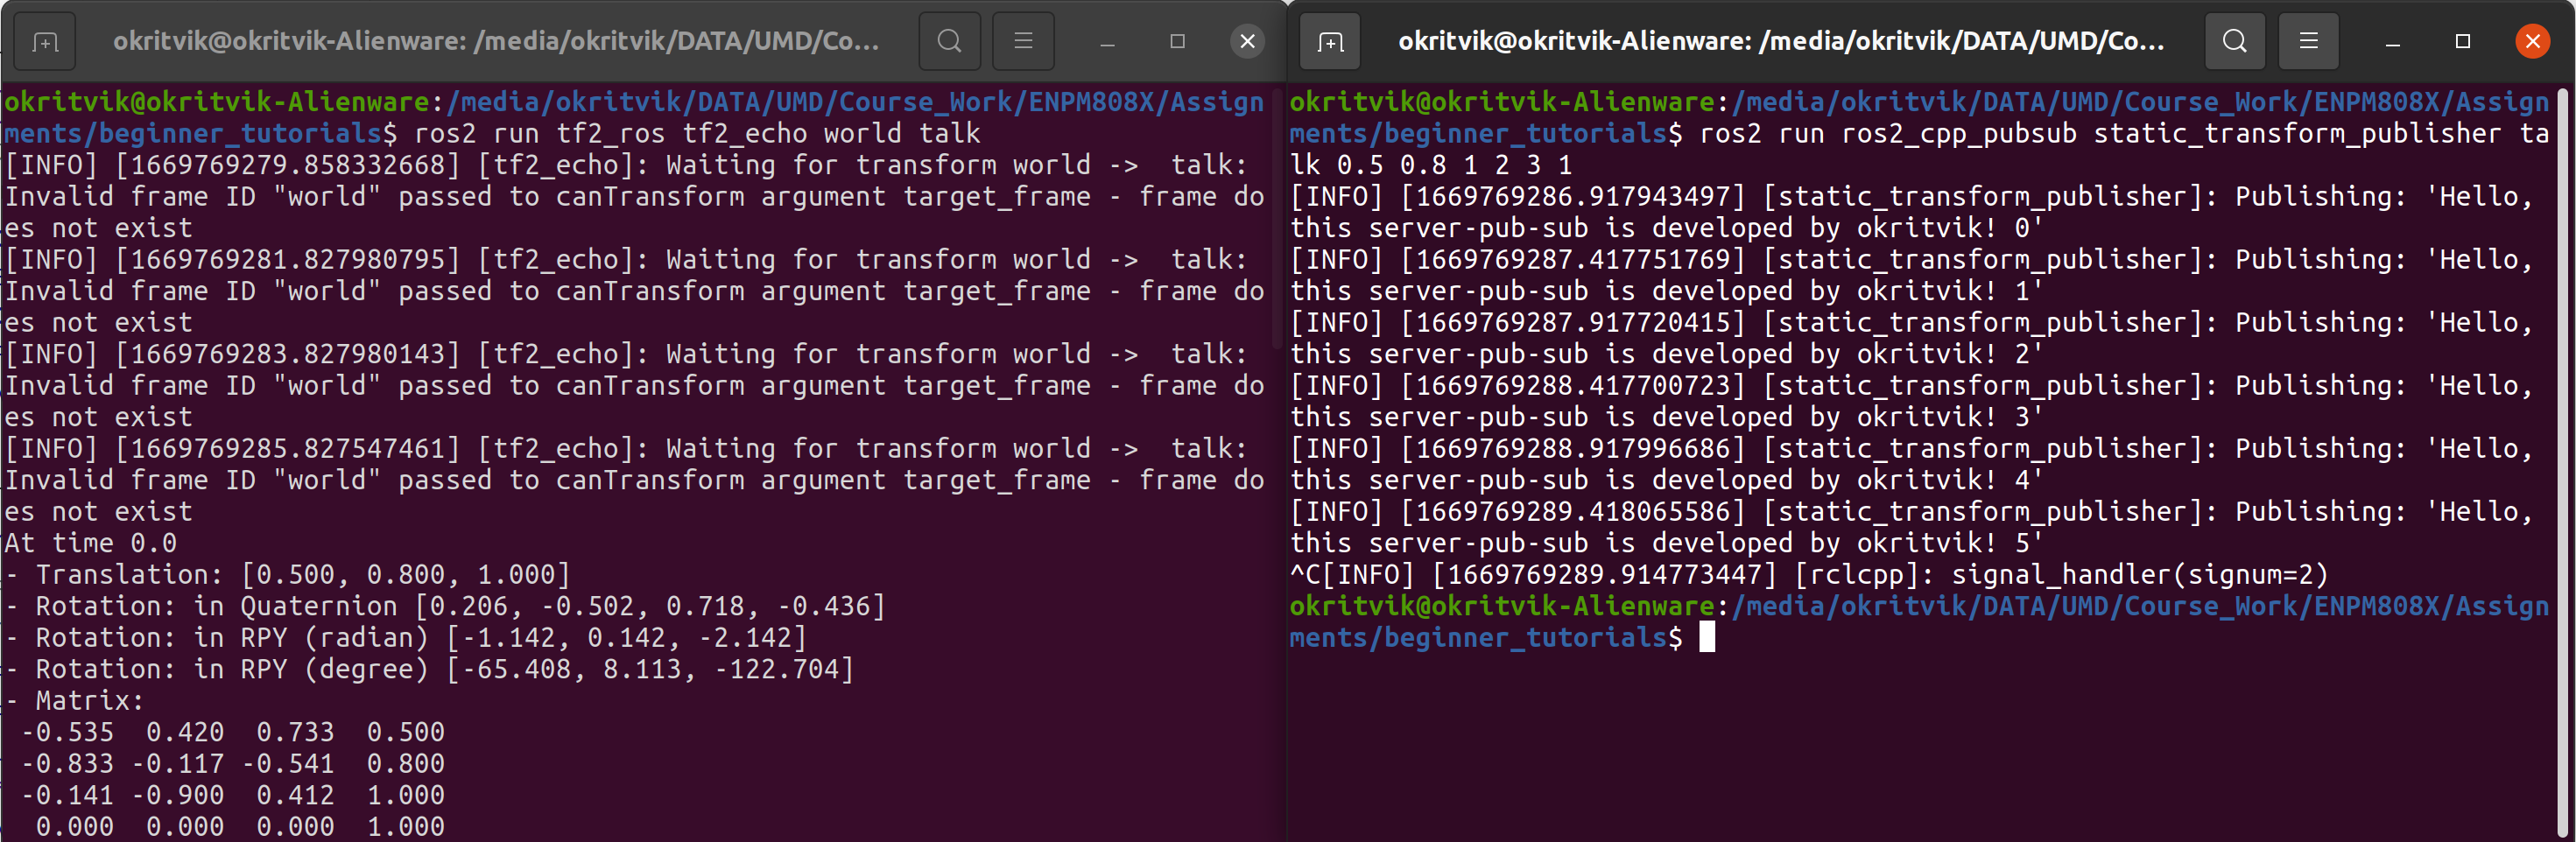 okritvik@okritvik-Alienware: /media/okritvik/DATA/UMD/Co...
okritvik@okritvik-Alienware:/media/okritvik/DATA/UMD/Course_Work/ENPM808X/Assign
ments/beginner_tutorials$ ros2 run tf2_ros tf2_echo world talk
[INFO] [1669769279.858332668] [tf2_echo]: Waiting for transform world ->  talk:
Invalid frame ID "world" passed to canTransform argument target_frame - frame do
es not exist
[INFO] [1669769281.827980795] [tf2_echo]: Waiting for transform world ->  talk:
Invalid frame ID "world" passed to canTransform argument target_frame - frame do
es not exist
[INFO] [1669769283.827980143] [tf2_echo]: Waiting for transform world ->  talk:
Invalid frame ID "world" passed to canTransform argument target_frame - frame do
es not exist
[INFO] [1669769285.827547461] [tf2_echo]: Waiting for transform world ->  talk:
Invalid frame ID "world" passed to canTransform argument target_frame - frame do
es not exist
At time 0.0
- Translation: [0.500, 0.800, 1.000]
- Rotation: in Quaternion [0.206, -0.502, 0.718, -0.436]
- Rotation: in RPY (radian) [-1.142, 0.142, -2.142]
- Rotation: in RPY (degree) [-65.408, 8.113, -122.704]
- Matrix:
 -0.535  0.420  0.733  0.500
 -0.833 -0.117 -0.541  0.800
 -0.141 -0.900  0.412  1.000
  0.000  0.000  0.000  1.000
okritvik@okritvik-Alienware: /media/okritvik/DATA/UMD/Co...
okritvik@okritvik-Alienware:/media/okritvik/DATA/UMD/Course_Work/ENPM808X/Assign
ments/beginner_tutorials$ ros2 run ros2_cpp_pubsub static_transform_publisher ta
lk 0.5 0.8 1 2 3 1
[INFO] [1669769286.917943497] [static_transform_publisher]: Publishing: 'Hello,
this server-pub-sub is developed by okritvik! 0'
[INFO] [1669769287.417751769] [static_transform_publisher]: Publishing: 'Hello,
this server-pub-sub is developed by okritvik! 1'
[INFO] [1669769287.917720415] [static_transform_publisher]: Publishing: 'Hello,
this server-pub-sub is developed by okritvik! 2'
[INFO] [1669769288.417700723] [static_transform_publisher]: Publishing: 'Hello,
this server-pub-sub is developed by okritvik! 3'
[INFO] [1669769288.917996686] [static_transform_publisher]: Publishing: 'Hello,
this server-pub-sub is developed by okritvik! 4'
[INFO] [1669769289.418065586] [static_transform_publisher]: Publishing: 'Hello,
this server-pub-sub is developed by okritvik! 5'
^C[INFO] [1669769289.914773447] [rclcpp]: signal_handler(signum=2)
okritvik@okritvik-Alienware:/media/okritvik/DATA/UMD/Course_Work/ENPM808X/Assign
ments/beginner_tutorials$